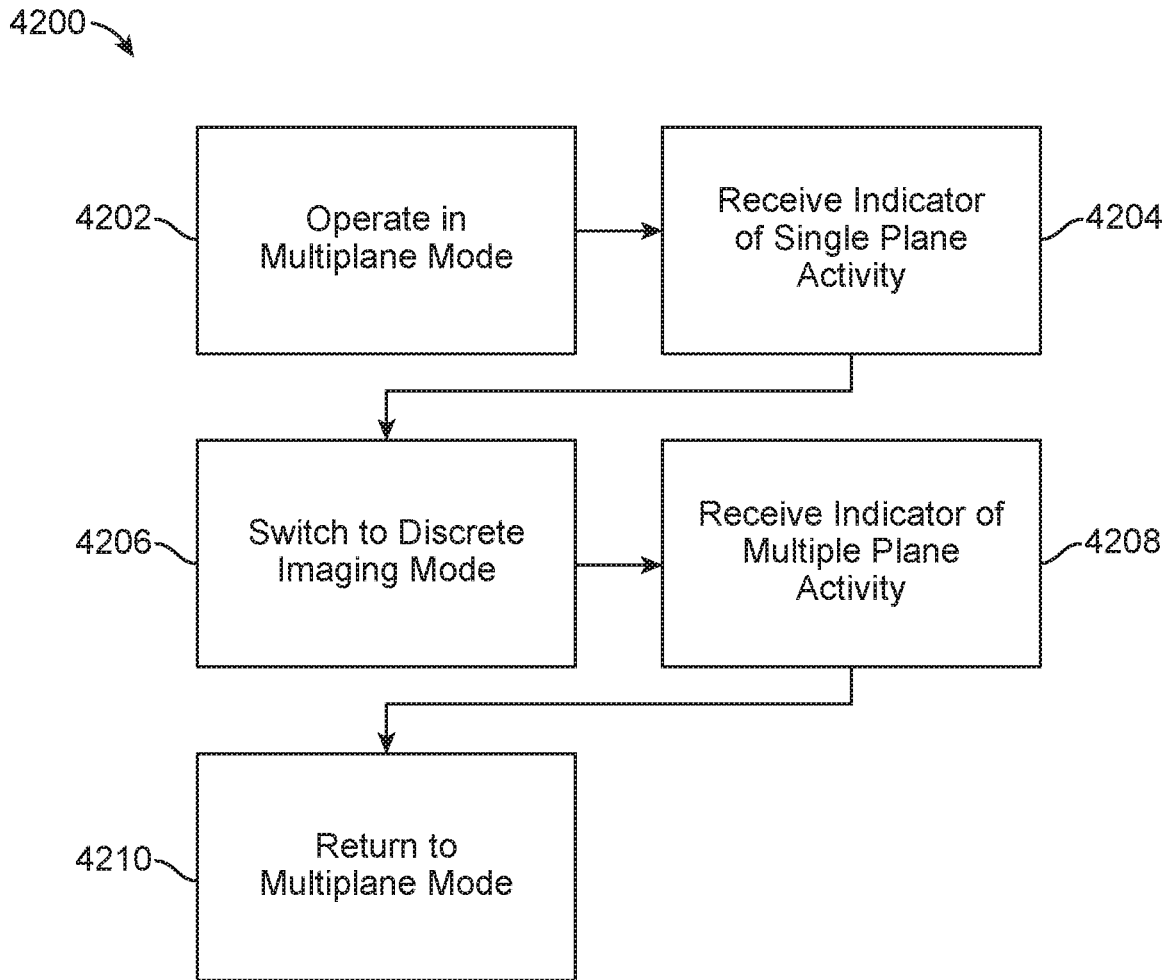 4200
4202
Operate in
Multiplane Mode
Receive Indicator
of Single Plane
Activity
4204
4206
Switch to Discrete
Imaging Mode
Receive Indicator of
Multiple Plane
Activity
4208
4210
Return to
Multiplane Mode